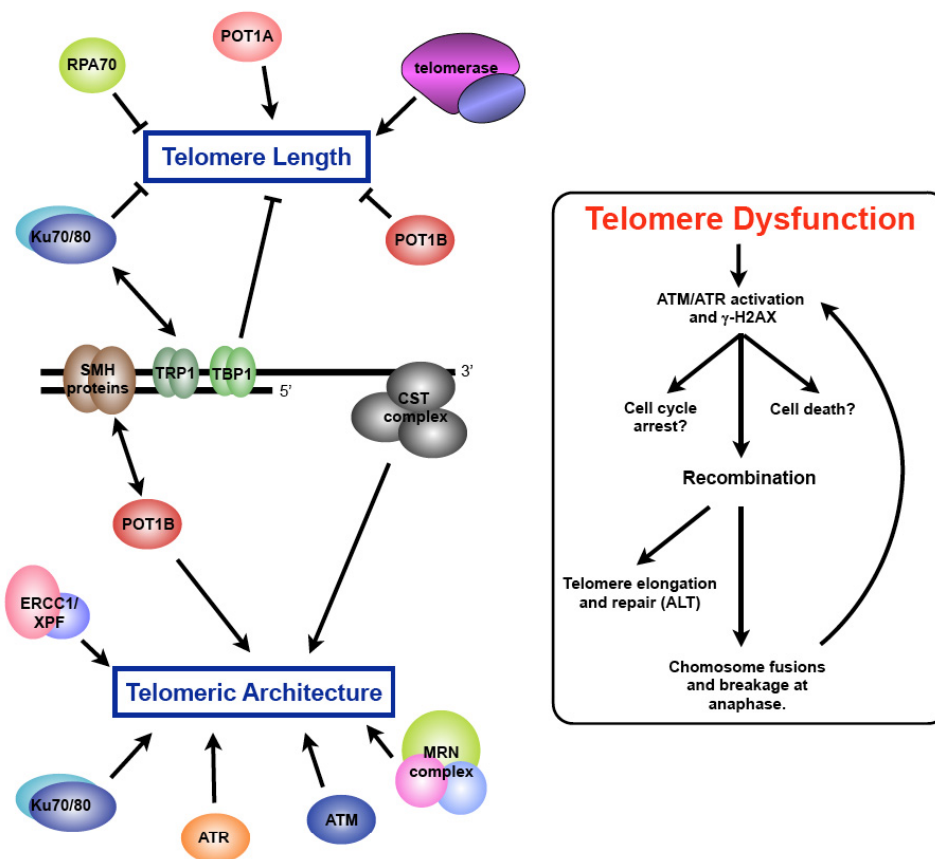 POT1A
RPA70
telomerase
Telomere Length
Ku70/80
POT1B
SMH
proteins
TRP1
TBP1
3’
5’
CST
complex
POT1B
ERCC1/
XPF
Telomeric Architecture
MRN
complex
Ku70/80
ATR
ATM
Telomere Dysfunction
ATM/ATR activation
and γ-H2AX
Cell cycle
arrest?
Cell death?
Recombination
Telomere elongation
and repair (ALT)
Chromosome fusions
and breakage at
anaphase.